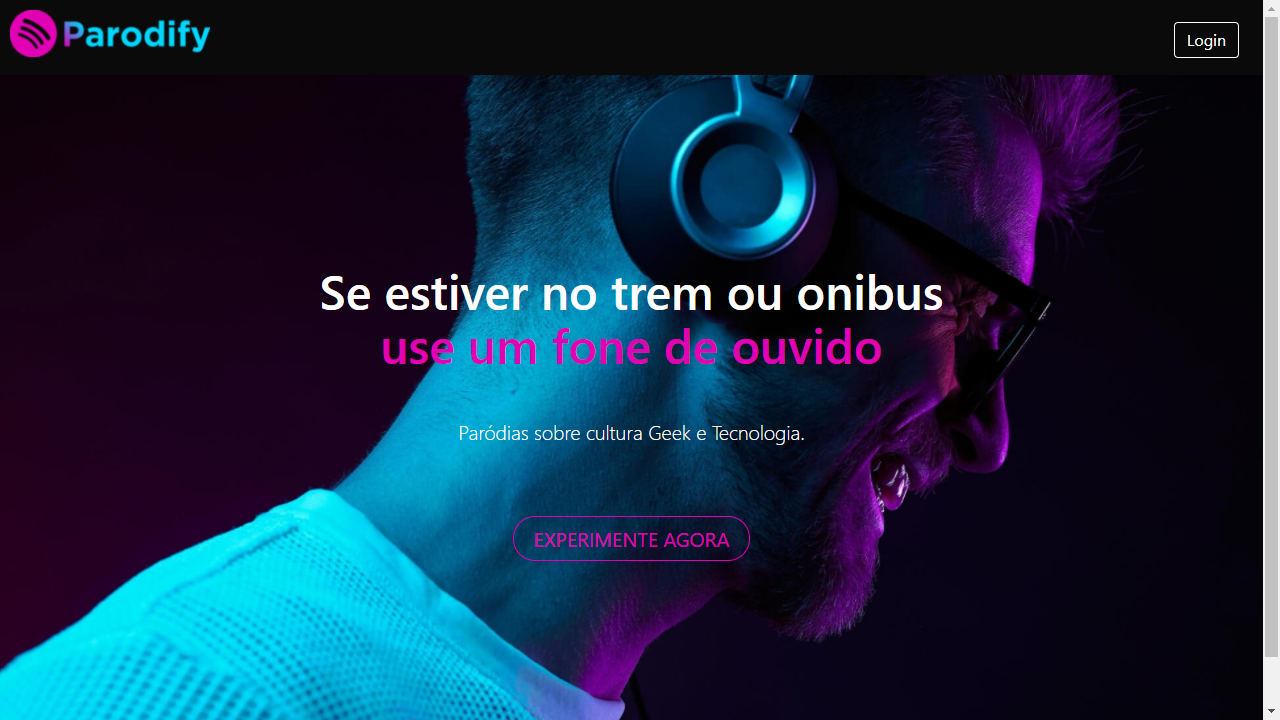 Parodify
Login
Se estiver no trem ou onibus
use um fone de ouvido
Paródias sobre cultura Geek e Tecnologia.
EXPERIMENTE AGORA